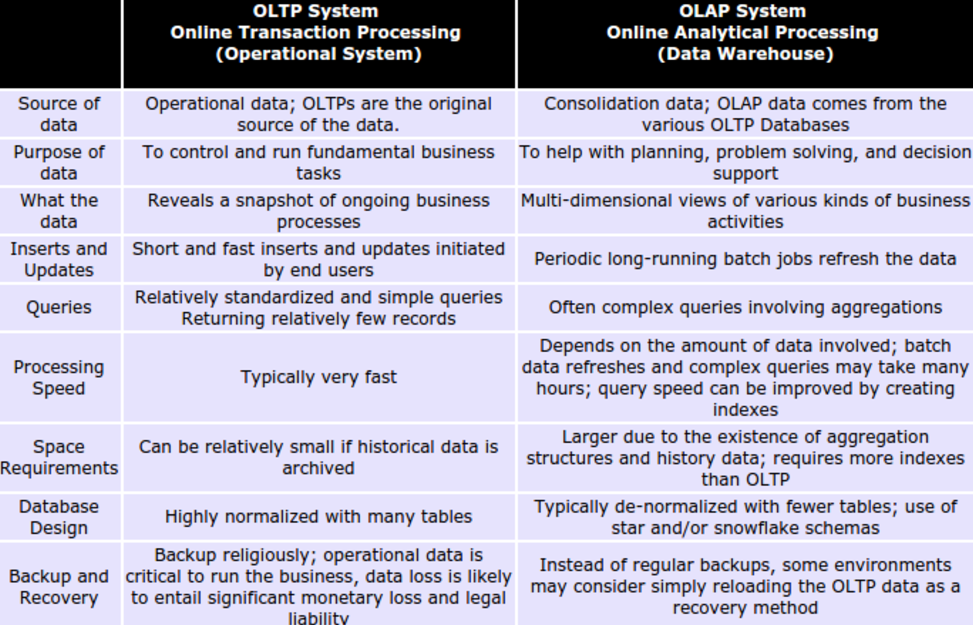 OLTP System
Online Transaction Processing
(Operational System)
OLAP System
Online Analytical Processing
(Data Warehouse)
Source of
data
Operational data; OLTPs are the original
source of the data.
Consolidation data; OLAP data comes from the
various OLTP Databases
Purpose of
data
To control and run fundamental business
tasks
To help with planning, problem solving, and decision
support
What the
data
Reveals a snapshot of ongoing business
processes
Multi-dimensional views of various kinds of business
activities
Inserts and
Updates
Short and fast inserts and updates initiated
by end users
Periodic long-running batch jobs refresh the data
Queries
Relatively standardized and simple queries
Returning relatively few records
Often complex queries involving aggregations
Processing
Speed
Typically very fast
Depends on the amount of data involved; batch
data refreshes and complex queries may take many
hours; query speed can be improved by creating
indexes
Space
Requirements
Can be relatively small if historical data is
archived
Larger due to the existence of aggregation
structures and history data; requires more indexes
than OLTP
Database
Design
Highly normalized with many tables
Typically de-normalized with fewer tables; use of
star and/or snowflake schemas
Backup and
Recovery
Backup religiously; operational data is
critical to run the business, data loss is likely
to entail significant monetary loss and legal
liability
Instead of regular backups, some environments
may consider simply reloading the OLTP data as a
recovery method